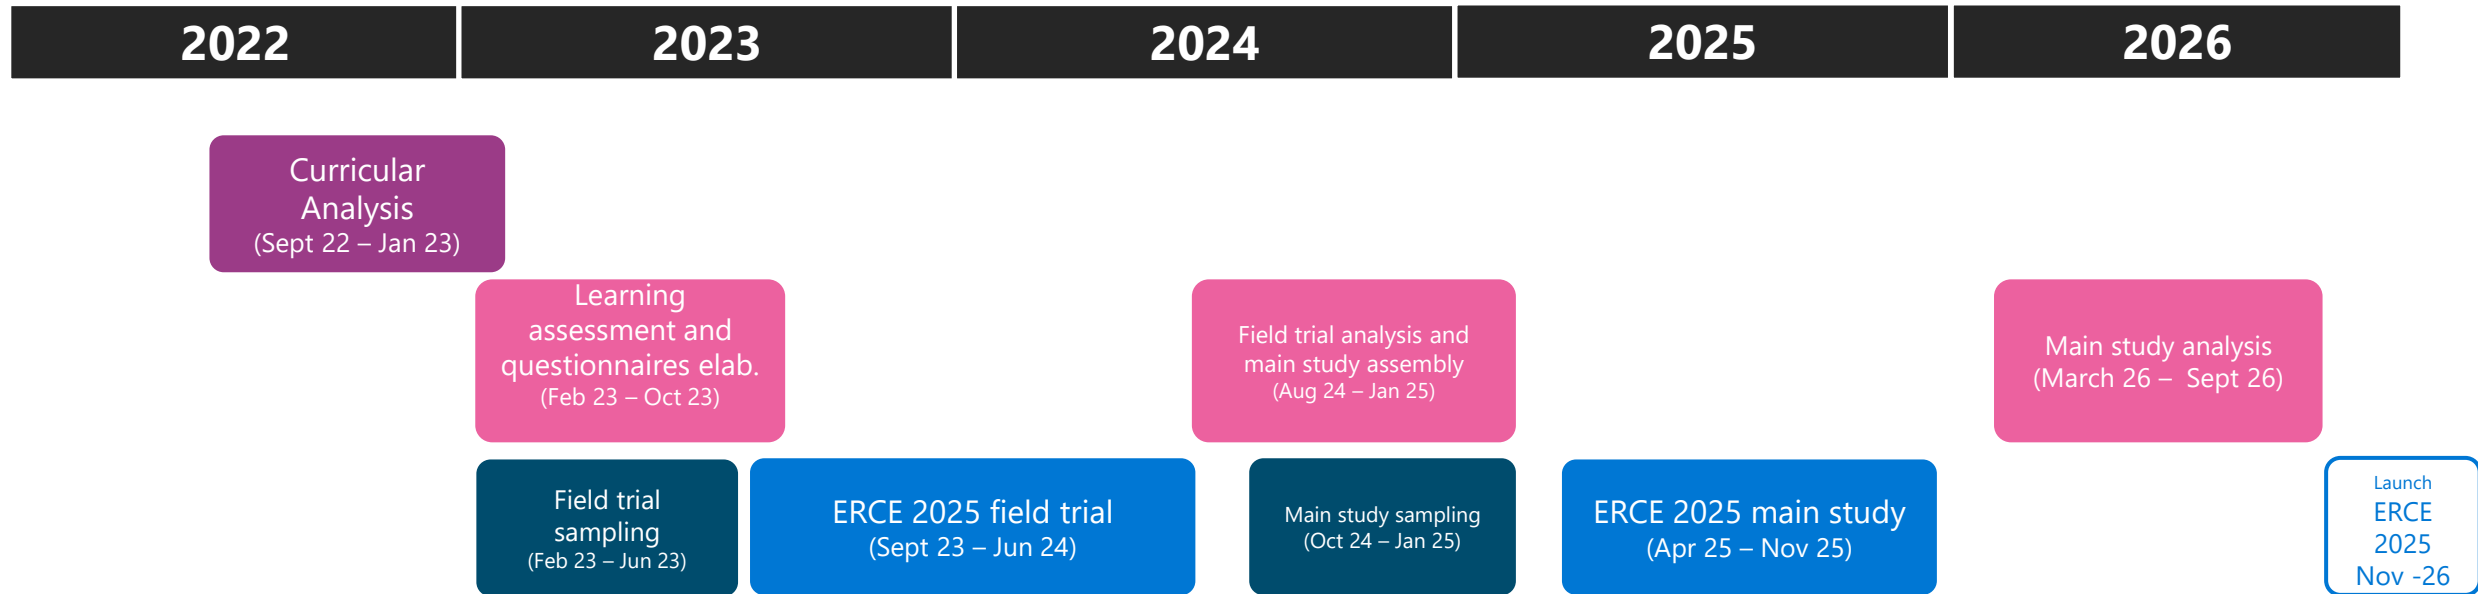 2022
2023
2024
2025
2026
Curricular
Analysis
(Sept 22 – Jan 23)
Learning
assessment and
questionnaires elab.
(Feb 23 – Oct 23)
Field trial analysis and
main study assembly
(Aug 24 – Jan 25)
Main study analysis
(March 26 –  Sept 26)
Field trial
sampling
(Feb 23 – Jun 23)
ERCE 2025 field trial
(Sept 23 – Jun 24)
Main study sampling
(Oct 24 – Jan 25)
ERCE 2025 main study
(Apr 25 – Nov 25)
Launch
ERCE
2025
Nov -26